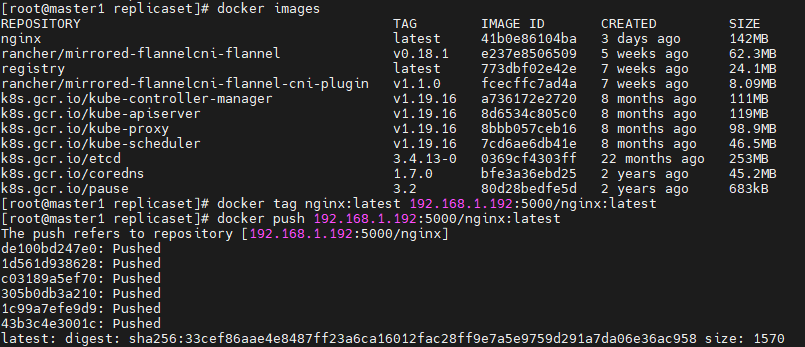 [root@master1 replicaset]# docker images
REPOSITORY TAG IMAGE ID CREATED SIZE
nginx latest 41b0e86104ba 3 days ago 142MB
rancher/mirrored-flannelcni-flannel v0.18.1 e237e8506509 5 weeks ago 62.3MB
registry latest 773dbf02e42e 7 weeks ago 24.1MB
rancher/mirrored-flannelcni-flannel-cni-plugin v1.1.0 fcecffc7ad4a 7 weeks ago 8.09MB
k8s.gcr.io/kube-controller-manager v1.19.16 a736172e2720 8 months ago 111MB
k8s.gcr.io/kube-apiserver v1.19.16 8d6534c805c0 8 months ago 119MB
k8s.gcr.io/kube-proxy v1.19.16 8bbb057ceb16 8 months ago 98.9MB
k8s.gcr.io/kube-scheduler v1.19.16 7cd6ae6db41e 8 months ago 46.5MB
k8s.gcr.io/etcd 3.4.13-0 0369cf4303ff 22 months ago 253MB
k8s.gcr.io/coredns 1.7.0 bfe3a36ebd25 2 years ago 45.2MB
k8s.gcr.io/pause 3.2 80d28bedfe5d 2 years ago 683kB
[root@master1 replicaset]# docker tag nginx:latest 192.168.1.192:5000/nginx:latest
[root@master1 replicaset]# docker push 192.168.1.192:5000/nginx:latest
The push refers to repository [192.168.1.192:5000/nginx]
de100bd247e0: Pushed
1d561d938628: Pushed
c03189a5ef70: Pushed
305b0db3a210: Pushed
1c99a7efe9d9: Pushed
43b3c4e3001c: Pushed
latest: digest: sha256:33cef86aae4e8487ff23a6ca16012fac28ff9e7a5e9759d291a7da06e36ac958 size: 1570